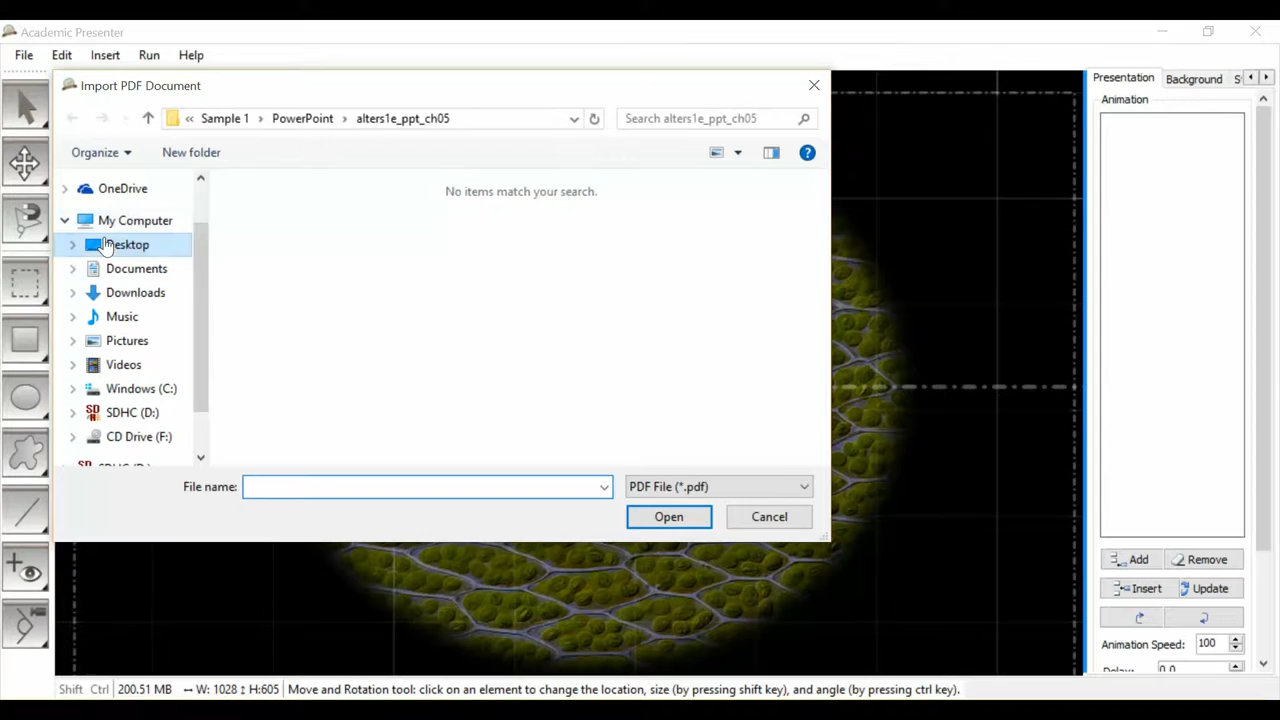 Academic Presenter
File Edit Insert Run Help
Import PDF Document
« Sample 1 > PowerPoint > alters1e_ppt_ch05
Search alters1e_ppt_ch05
Organize New folder
OneDrive
My Computer
Desktop
Documents
Downloads
Music
Pictures
Videos
Windows (C:)
SDHC (D:)
CD Drive (F:)
No items match your search.
File name:
PDF File (*.pdf)
Open Cancel
Presentation Background S
Animation
Add Remove
Insert Update
Animation Speed: 100
Delay: 0.0
Shift Ctrl 200.51 MB W: 1028 H:605 Move and Rotation tool: click on an element to change the location, size (by pressing shift key), and angle (by pressing ctrl key).